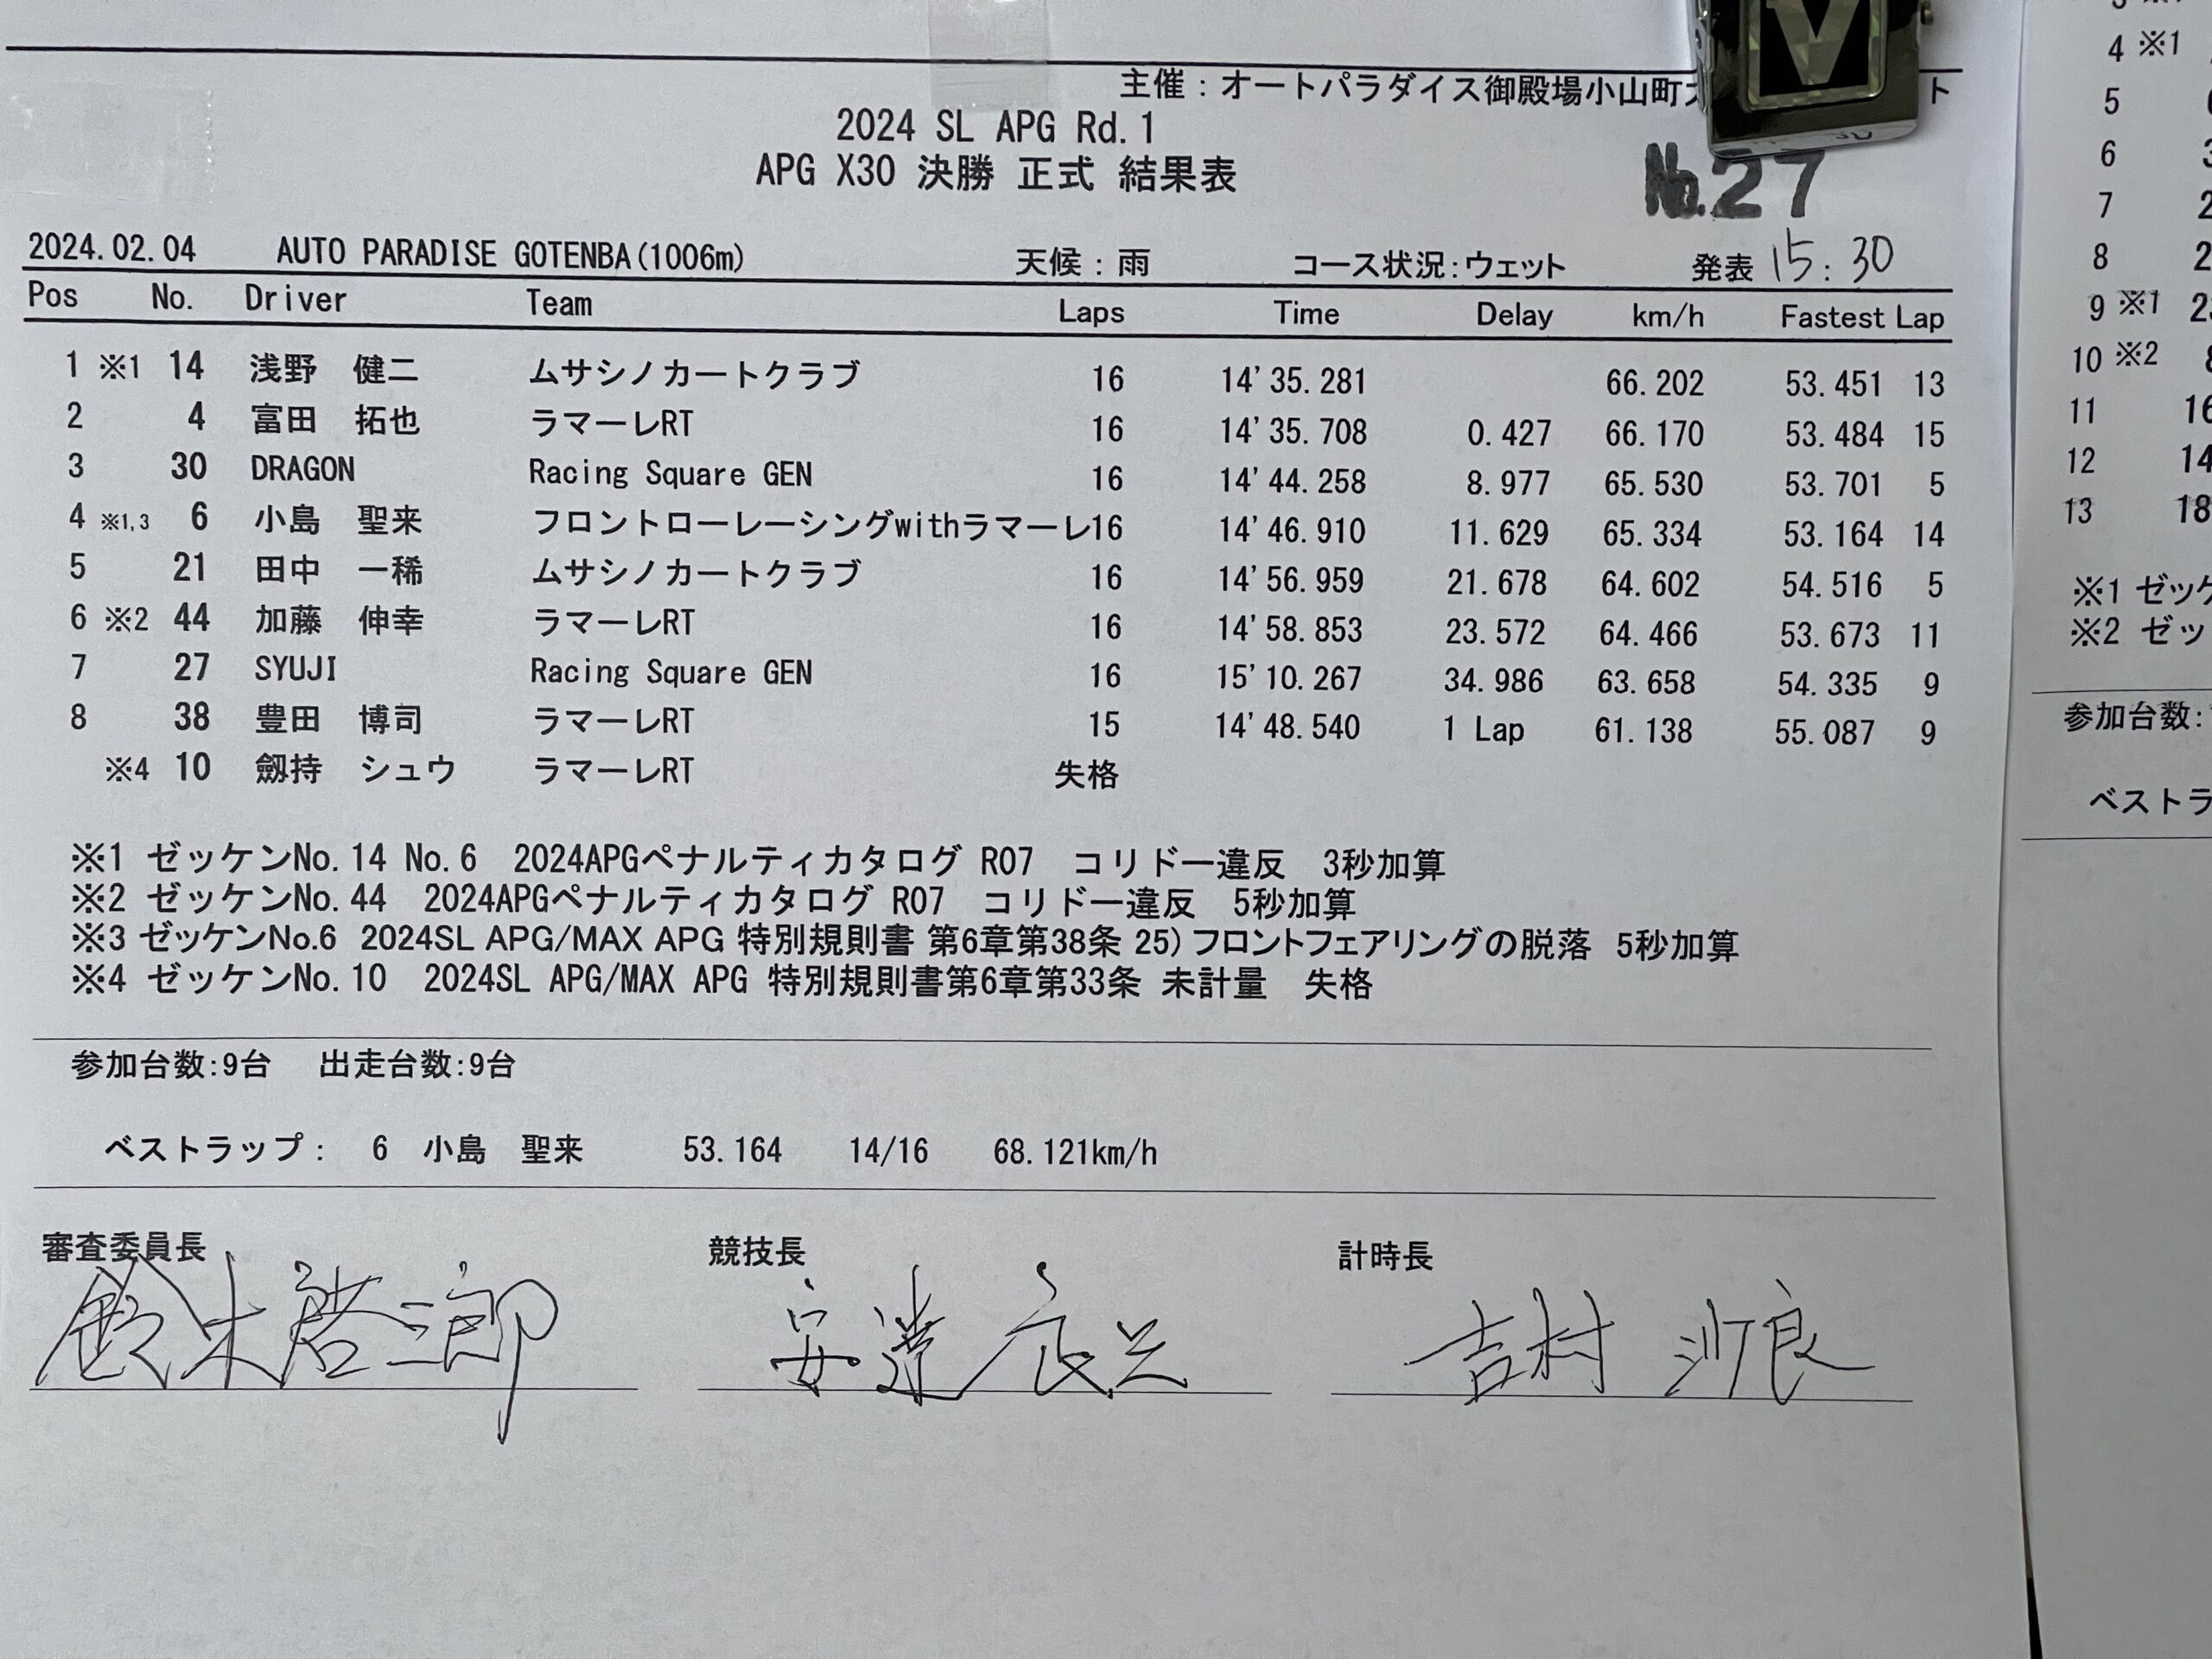 主催：オートパラダイス御殿場小山町
2024 SL APG Rd.1
APG X30 決勝 正式 結果表
No.27
2024.02.04 AUTO PARADISE GOTENBA(1006m) 天候：雨 コース状況：ウェット 発表 15:30
Pos No. Driver Team Laps Time Delay km/h Fastest Lap
1 ※1 14 浅野 健二 ムサシノカートクラブ 16 14'35.281 66.202 53.451 13
2 4 富田 拓也 ラマーレRT 16 14'35.708 0.427 66.170 53.484 15
3 30 DRAGON Racing Square GEN 16 14'44.258 8.977 65.530 53.701 5
4 ※1,3 6 小島 聖来 フロントローレーシングwithラマーレ16 14'46.910 11.629 65.334 53.164 14
5 21 田中 一稀 ムサシノカートクラブ 16 14'56.959 21.678 64.602 54.516 5
6 ※2 44 加藤 伸幸 ラマーレRT 16 14'58.853 23.572 64.466 53.673 11
7 27 SYUJI Racing Square GEN 16 15'10.267 34.986 63.658 54.335 9
8 38 豊田 博司 ラマーレRT 15 14'48.540 1 Lap 61.138 55.087 9
※4 10 劔持 シュウ ラマーレRT 失格
※1 ゼッケンNo.14 No.6 2024APGペナルティカタログ R07 コリドー違反 3秒加算
※2 ゼッケンNo.44 2024APGペナルティカタログ R07 コリドー違反 5秒加算
※3 ゼッケンNo.6 2024SL APG/MAX APG 特別規則書 第6章第38条 25)フロントフェアリングの脱落 5秒加算
※4 ゼッケンNo.10 2024SL APG/MAX APG 特別規則書第6章第33条 未計量 失格
参加台数:9台 出走台数:9台
ベストラップ： 6 小島 聖来 53.164 14/16 68.121km/h
審査委員長 競技長 計時長
鈴木啓三郎 安達 吉村 沙良
4 ※1
5
6
7
8
9 ※1
10 ※2
11 16
12 14
13 18
※1 ゼッケ
※2 ゼッ
参加台数:
ベストラ